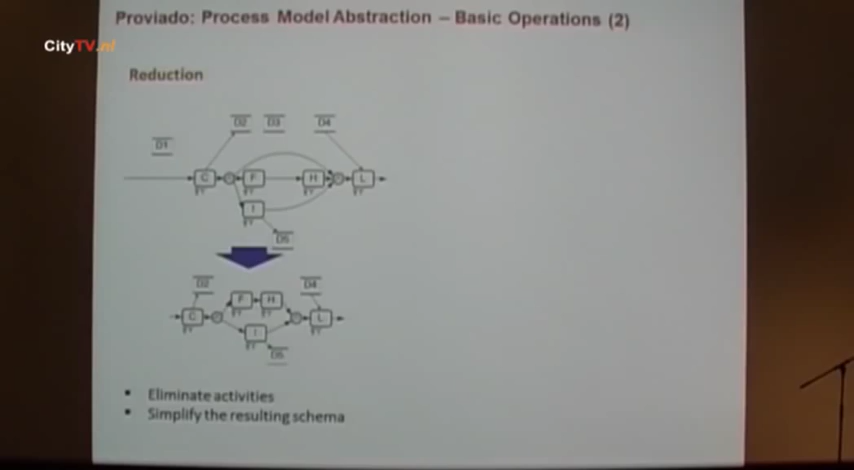 Proviado: Process Model Abstraction – Basic Operations (2)
CityTV.nl
Reduction
D2 D3 D4
D1
C F H L
I
D5
D2 D4
F H
C L
I
D5
▪ Eliminate activities
▪ Simplify the resulting schema